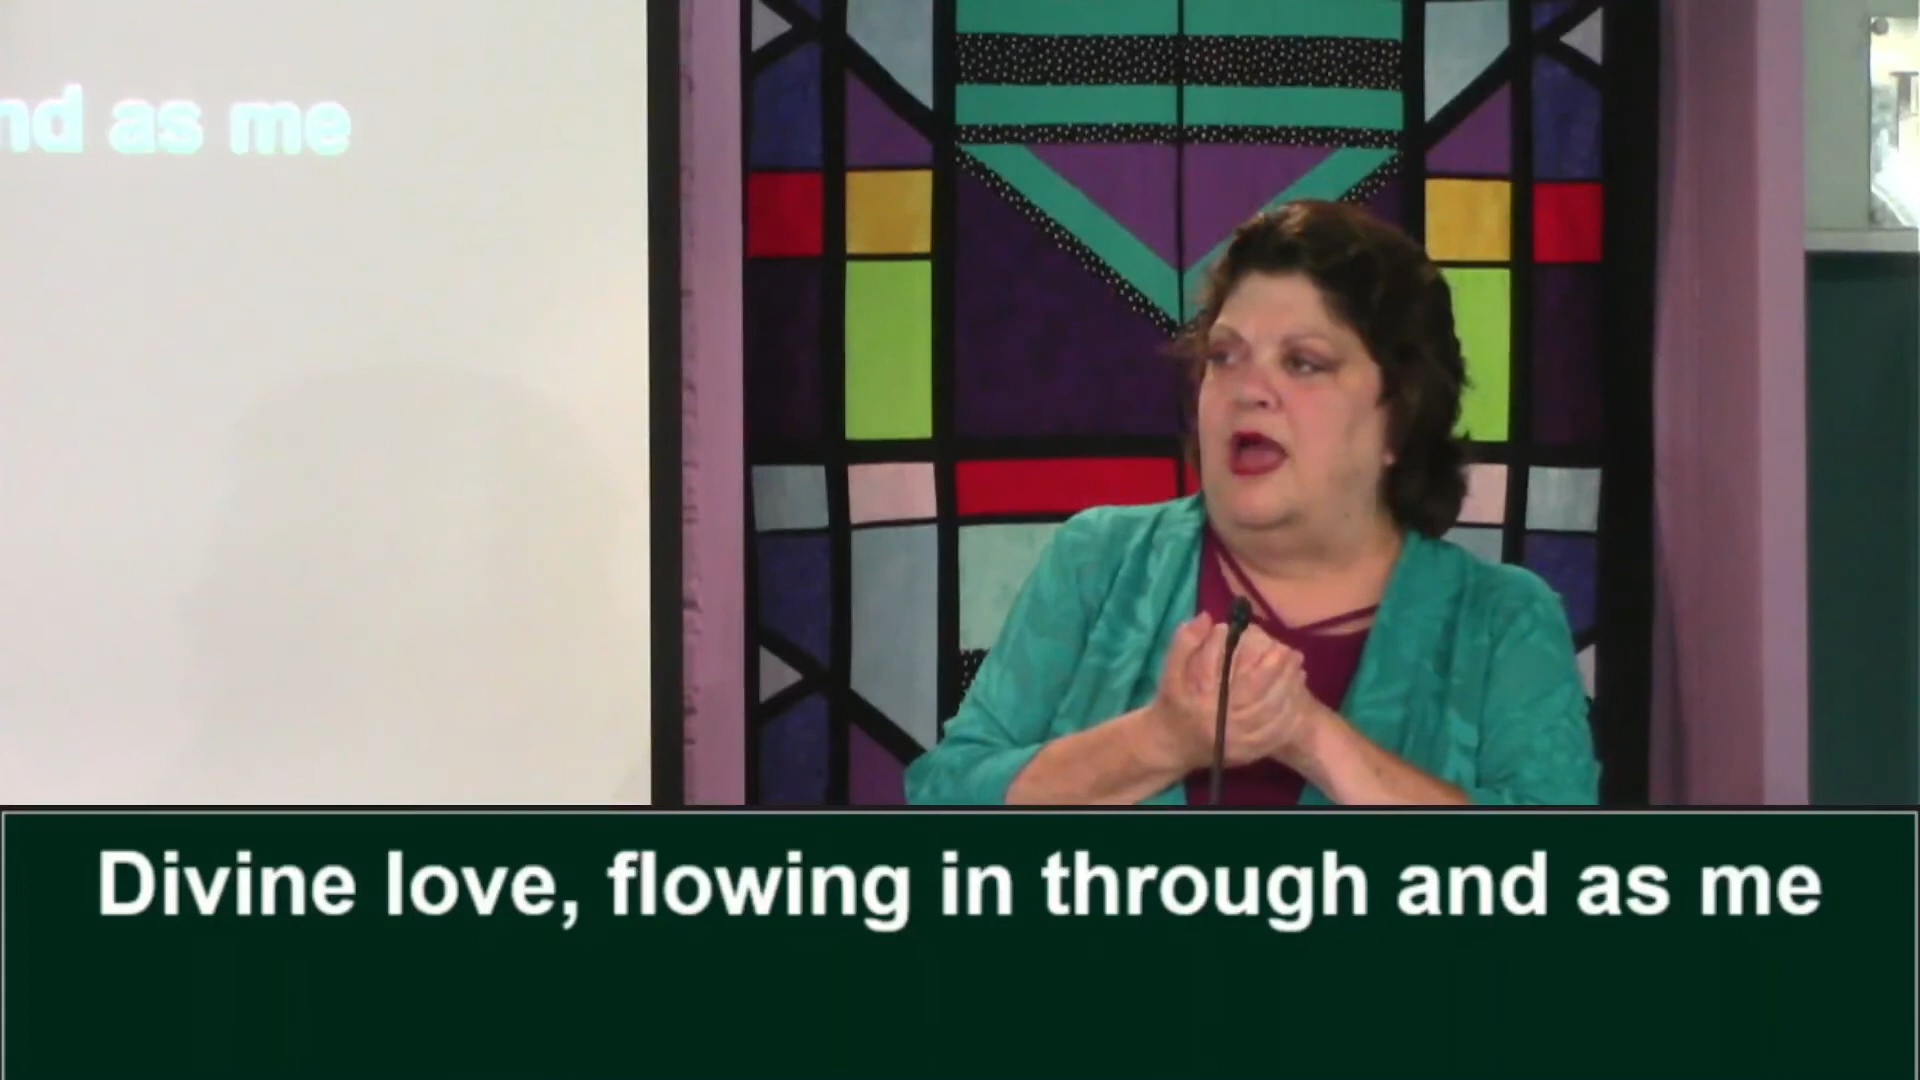 nd as me
Divine love, flowing in through and as me